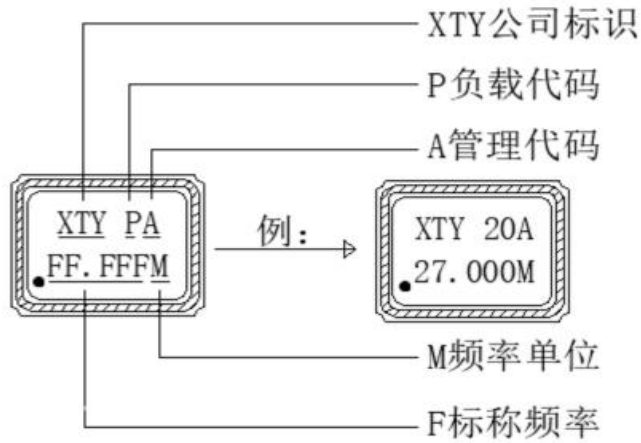 XTY公司标识
P负载代码
A管理代码
XTY PA
FF.FFFM
例:
XTY 20A
27.000M
M频率单位
F标称频率